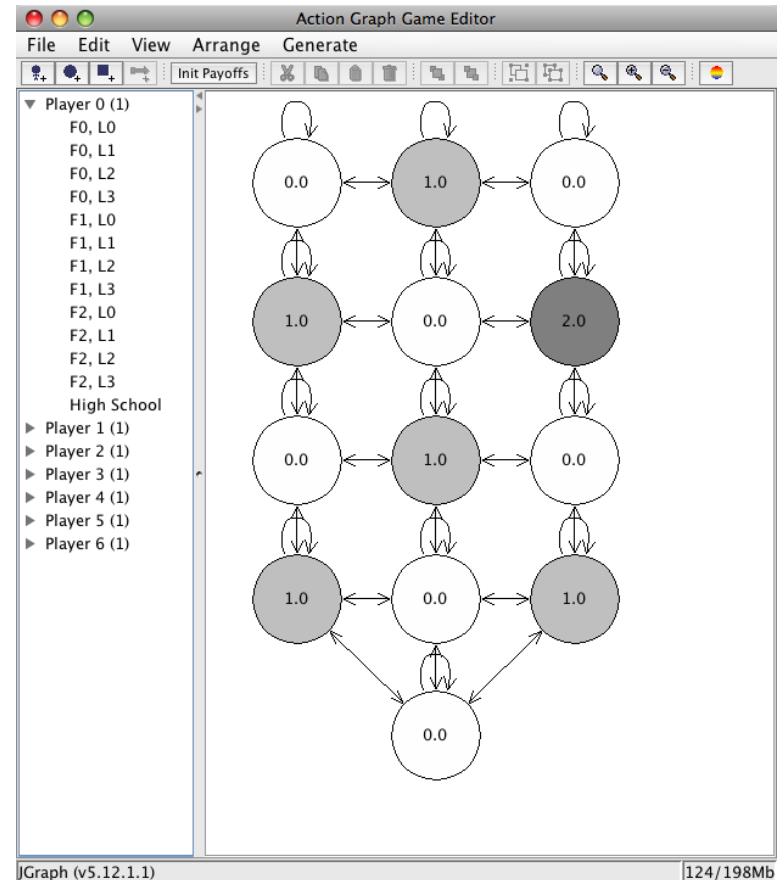 Action Graph Game Editor
File Edit View Arrange Generate
Init Payoffs
Player 0 (1)
F0, L0
F0, L1
F0, L2
F0, L3
F1, L0
F1, L1
F1, L2
F1, L3
F2, L0
F2, L1
F2, L2
F2, L3
High School
Player 1 (1)
Player 2 (1)
Player 3 (1)
Player 4 (1)
Player 5 (1)
Player 6 (1)
0.0 1.0 0.0
1.0 0.0 2.0
0.0 1.0 0.0
1.0 0.0 1.0
0.0
JGraph (v5.12.1.1) 124/198Mb